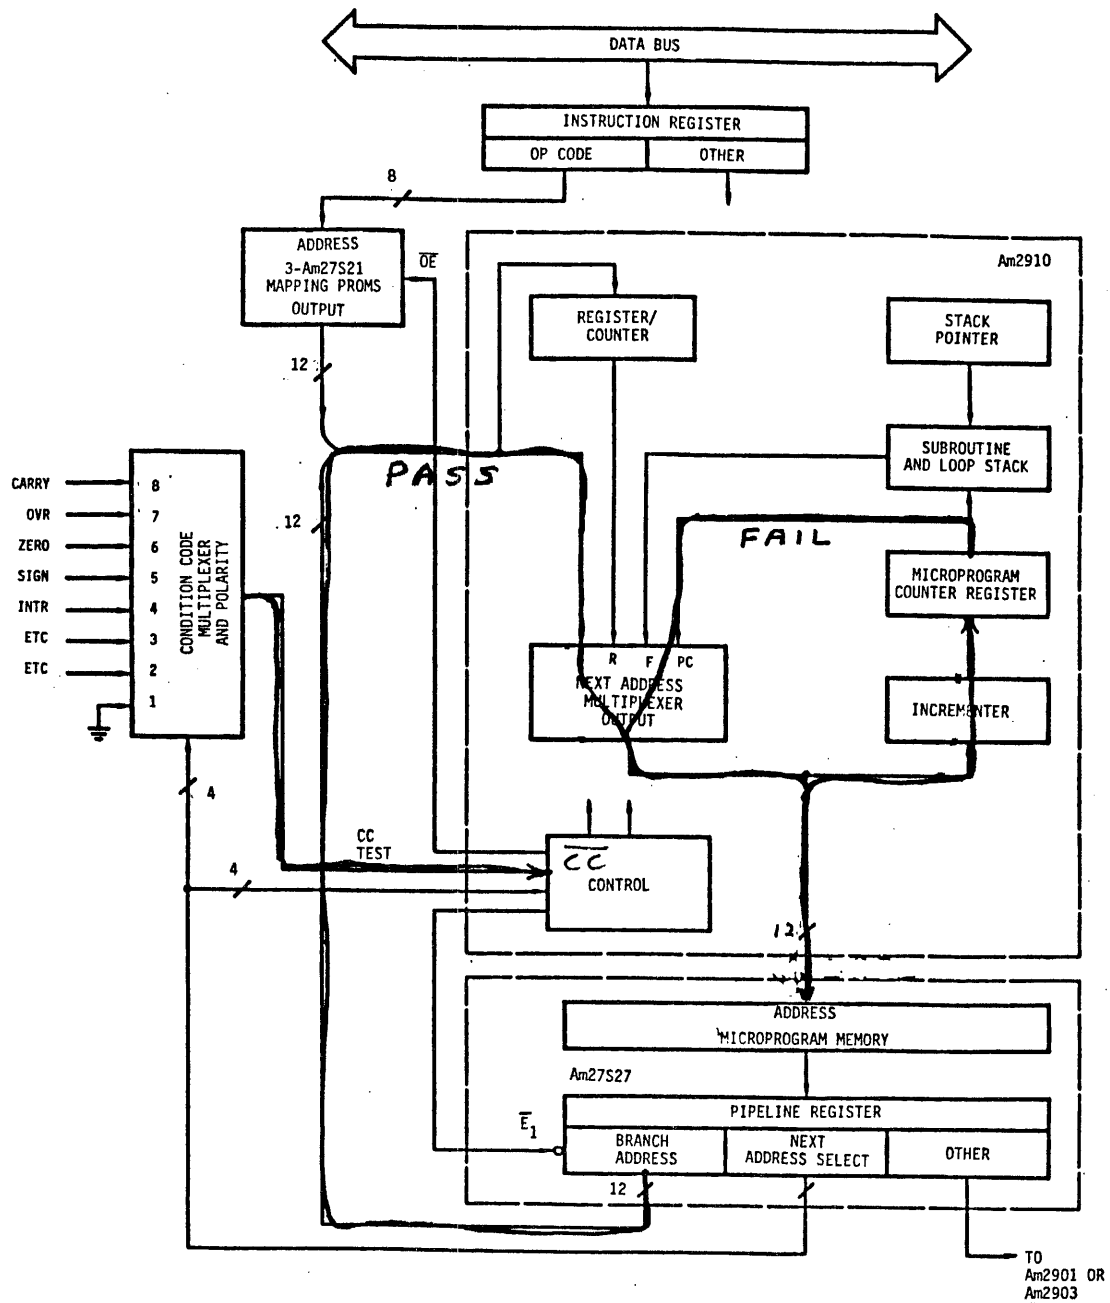 DATA BUS
INSTRUCTION REGISTER
OP CODE
OTHER
8
ADDRESS
3-Am27S21
MAPPING PROMS
OUTPUT
OE
Am2910
REGISTER/
COUNTER
STACK
POINTER
12
SUBROUTINE
AND LOOP STACK
PASS
CARRY
OVR
ZERO
SIGN
INTR
ETC
ETC
8
7
6
5
4
3
2
1
CONDITION CODE
MULTIPLEXER
AND POLARITY
12
FAIL
MICROPROGRAM
COUNTER REGISTER
R
F
PC
NEXT ADDRESS
MULTIPLEXER
OUTPUT
INCREMENTER
4
CC
TEST
4
CC
CONTROL
12
ADDRESS
MICROPROGRAM MEMORY
Am27S27
PIPELINE REGISTER
E1
BRANCH
ADDRESS
NEXT
ADDRESS SELECT
OTHER
12
TO
Am2901 OR
Am2903